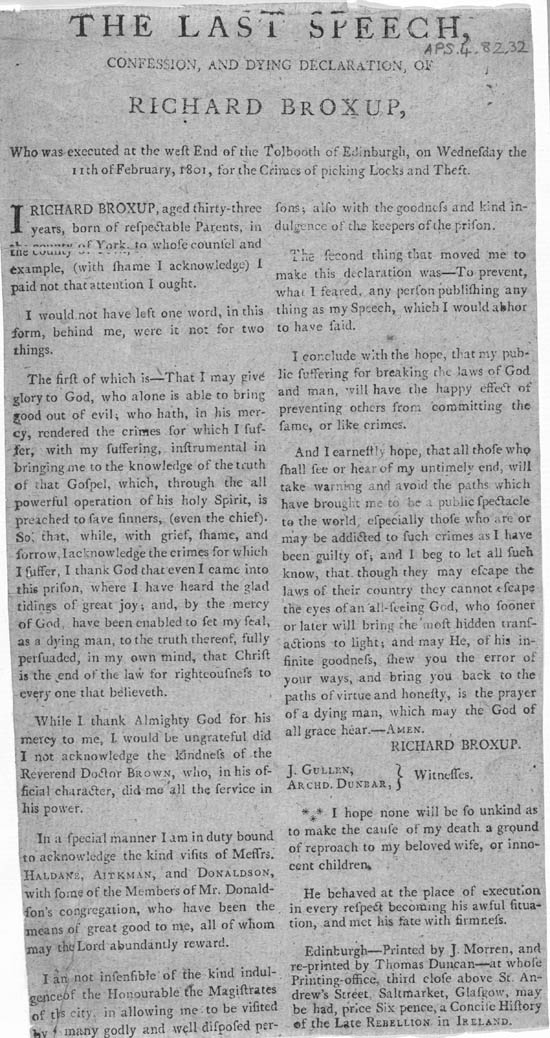 THE LAST SPEECH,
APS.4.82.32
CONFESSION, AND DYING DECLARATION, OF
RICHARD BROXUP,
Who was executed at the weſt End of the Tolbooth of Edinburgh, on Wedneſday the
11th of February, 1801, for the Crimes of picking Locks and Theft.
I RICHARD BROXUP, aged thirty-three
years, born of reſpectable Parents, in
the county of York, to whoſe counſel and
example, (with ſhame I acknowledge) I
paid not that attention I ought.
I would not have left one word, in this
form, behind me, were it not for two
things.
The firſt of which is—That I may give
glory to God, who alone is able to bring
good out of evil; who hath, in his mer-
cy, rendered the crimes for which I ſuf-
fer, with my ſuffering, inſtrumental in
bringing me to the knowledge of the truth
of that Goſpel, which, through the all
powerful operation of his holy Spirit, is
preached to ſave ſinners, (even the chief).
So, that, while, with grief, ſhame, and
ſorrow, I acknowledge the crimes for which
I ſuffer, I thank God that even I came into
this priſon, where I have heard the glad
tidings of great joy; and, by the mercy
of God, have been enabled to ſet my ſeal,
as a dying man, to the truth thereof, fully
perſuaded, in my own mind, that Chriſt
is the end of the law for righteouſneſs to
every one that believeth.
While I thank Almighty God for his
mercy to me, I would be ungrateful did
I not acknowledge the kindneſs of the
Reverend Doctor BROWN, who, in his of-
ficial character, did me all the ſervice in
his power.
In a ſpecial manner I am in duty bound
to acknowledge the kind viſits of Meſſrs.
HALDANE, AITKMAN, and DONALDSON,
with ſome of the Members of Mr. Donald-
ſon's congregation, who have been the
means of great good to me, all of whom
may the Lord abundantly reward.
I am not inſenſible of the kind indul-
gence of the Honourable the Magiſtrates
of this city, in allowing me to be viſited
by many godly and well diſpoſed per-
ſons; alſo with the goodneſs and kind in-
dulgence of the keepers of the priſon.
The ſecond thing that moved me to
make this declaration was—To prevent,
what I feared, any perſon publiſhing any
thing as my Speech, which I would abhor
to have ſaid.
I conclude with the hope, that my pub-
lic ſuffering for breaking the laws of God
and man, will have the happy effect of
preventing others from committing the
ſame, or like crimes.
And I earneſtly hope, that all thoſe who
ſhall ſee or hear of my untimely end, will
take warning and avoid the paths which
have brought me to be a public ſpectacle
to the world, eſpecially thoſe who are or
may be addicted to ſuch crimes as I have
been guilty of; and I beg to let all ſuch
know, that though they may eſcape the
laws of their country they cannot eſcape
the eyes of an all-ſeeing God, who ſooner
or later will bring the moſt hidden tranſ-
actions to light; and may He, of his in-
finite goodneſs, ſhew you the error of
your ways, and bring you back to the
paths of virtue and honeſty, is the prayer
of a dying man, which may the God of
all grace hear.—AMEN.
RICHARD BROXUP.
J. GULLEN,
ARCHD. DUNBAR, } Witneſſes.
*** I hope none will be ſo unkind as
to make the cauſe of my death a ground
of reproach to my beloved wife, or inno-
cent children.
He behaved at the place of execution
in every reſpect becoming his awful ſitua-
tion, and met his fate with firmneſs.
Edinburgh—Printed by J. Morren, and
re-printed by Thomas Duncan—at whoſe
Printing-office, third cloſe above St. An-
drew's Street, Saltmarket, Glaſgow, may
be had, price Six pence, a Conciſe Hiſtory
of the Late REBELLION in IRELAND.